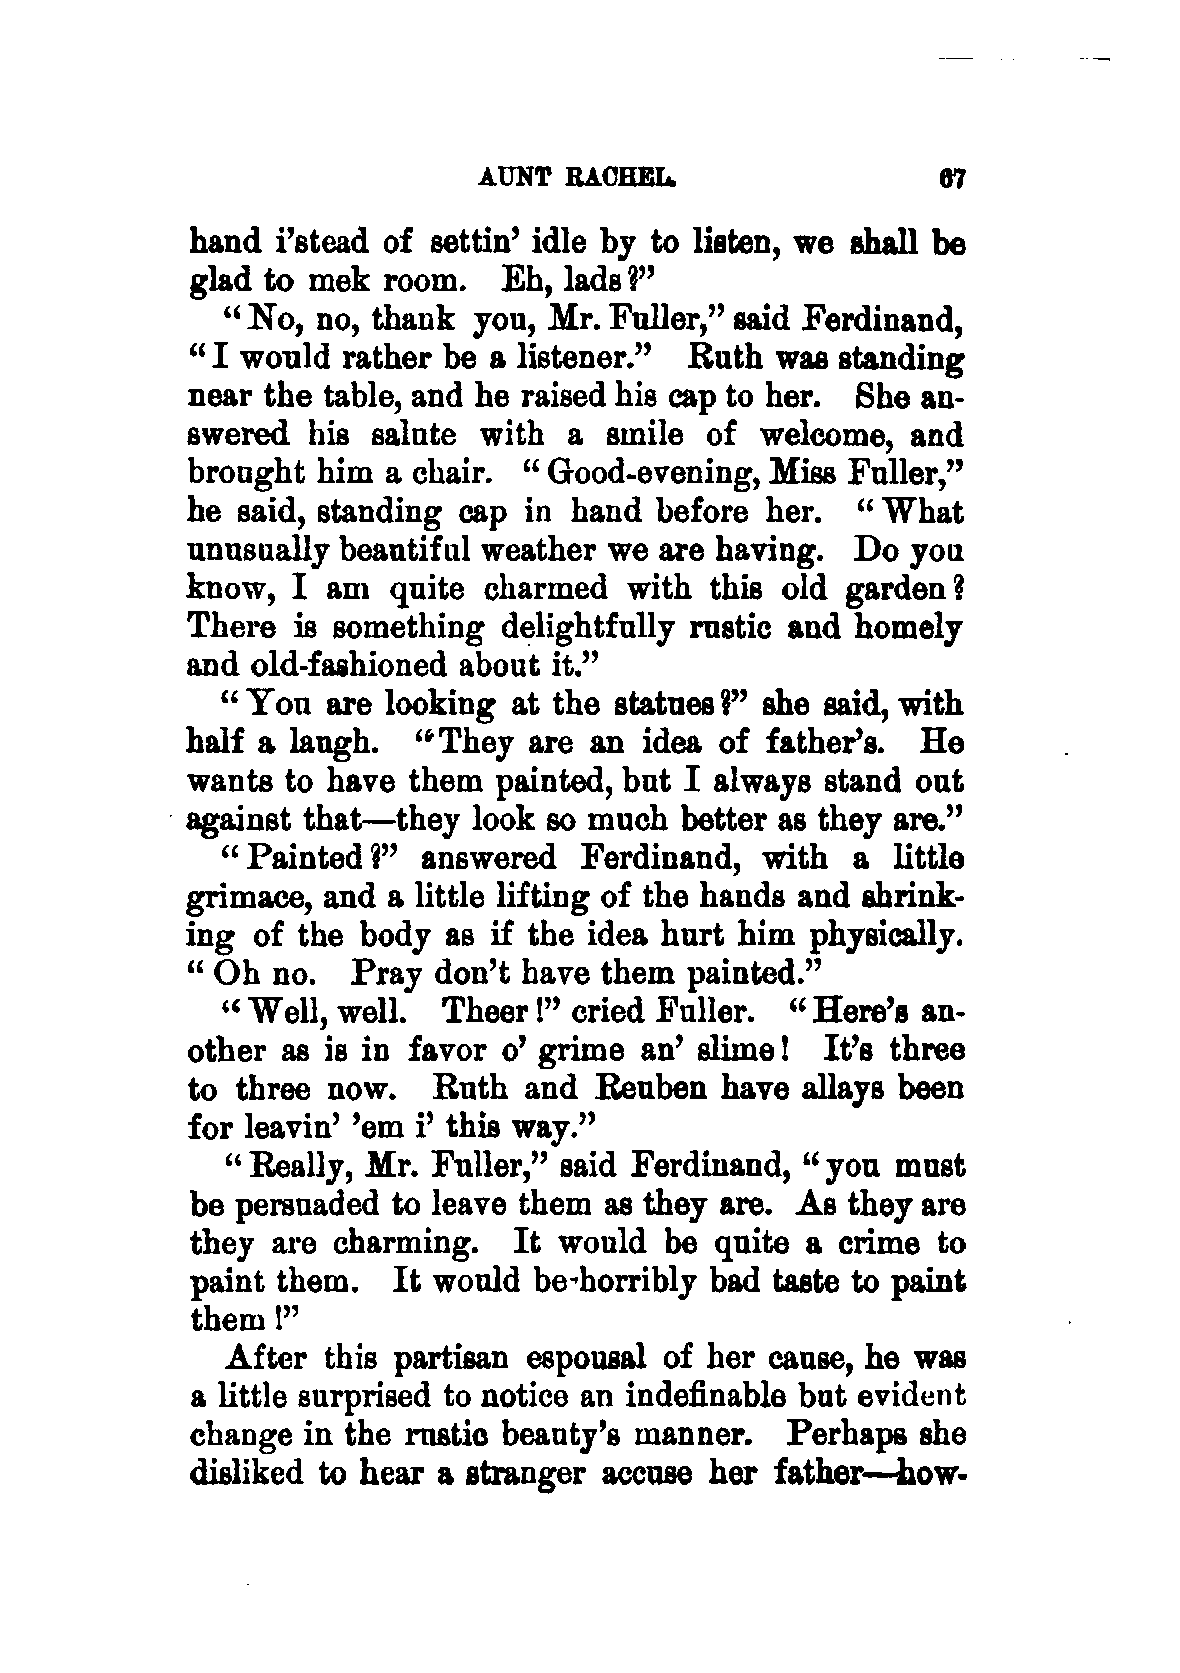 AUNT RACHEL. 67
hand i'stead of settin' idle by to listen, we shall be
glad to mek room. Eh, lads?"
"No, no, thank you, Mr. Fuller," said Ferdinand,
"I would rather be a listener." Ruth was standing
near the table, and he raised his cap to her. She an-
swered his salute with a smile of welcome, and
brought him a chair. "Good-evening, Miss Fuller,"
he said, standing cap in hand before her. "What
unusually beautiful weather we are having. Do you
know, I am quite charmed with this old garden?
There is something delightfully rustic and homely
and old-fashioned about it."
"You are looking at the statues?" she said, with
half a laugh. "They are an idea of father's. He
wants to have them painted, but I always stand out
against that—they look so much better as they are."
"Painted?" answered Ferdinand, with a little
grimace, and a little lifting of the hands and shrink-
ing of the body as if the idea hurt him physically.
"Oh no. Pray don't have them painted."
"Well, well. Theer!" cried Fuller. "Here's an-
other as is in favor o' grime an' slime! It's three
to three now. Ruth and Reuben have allays been
for leavin' 'em i' this way."
"Really, Mr. Fuller," said Ferdinand, "you must
be persuaded to leave them as they are. As they are
they are charming. It would be quite a crime to
paint them. It would be horribly bad taste to paint
them!"
After this partisan espousal of her cause, he was
a little surprised to notice an indefinable but evident
change in the rustic beauty's manner. Perhaps she
disliked to hear a stranger accuse her father—how-